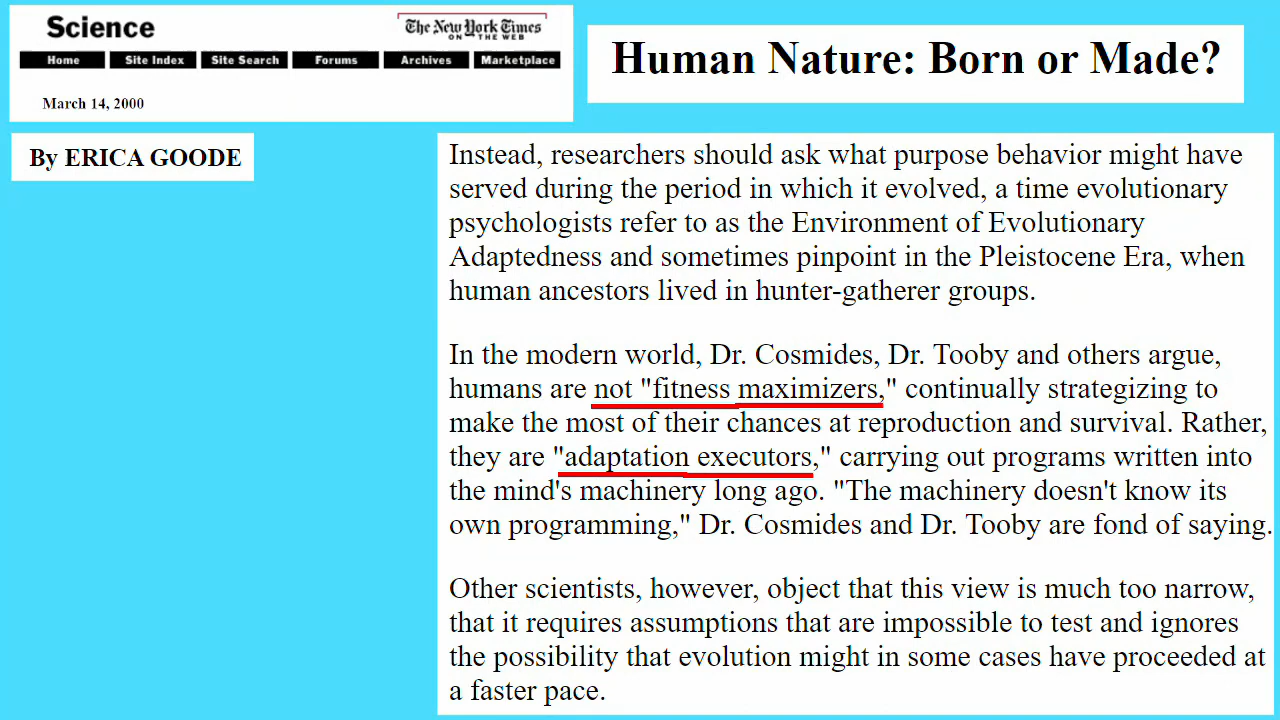 Science
The New York Times
ON THE WEB
Home Site Index Site Search Forums Archives Marketplace
March 14, 2000
Human Nature: Born or Made?
By ERICA GOODE
Instead, researchers should ask what purpose behavior might have
served during the period in which it evolved, a time evolutionary
psychologists refer to as the Environment of Evolutionary
Adaptedness and sometimes pinpoint in the Pleistocene Era, when
human ancestors lived in hunter-gatherer groups.
In the modern world, Dr. Cosmides, Dr. Tooby and others argue,
humans are not "fitness maximizers," continually strategizing to
make the most of their chances at reproduction and survival. Rather,
they are "adaptation executors," carrying out programs written into
the mind's machinery long ago. "The machinery doesn't know its
own programming," Dr. Cosmides and Dr. Tooby are fond of saying.
Other scientists, however, object that this view is much too narrow,
that it requires assumptions that are impossible to test and ignores
the possibility that evolution might in some cases have proceeded at
a faster pace.